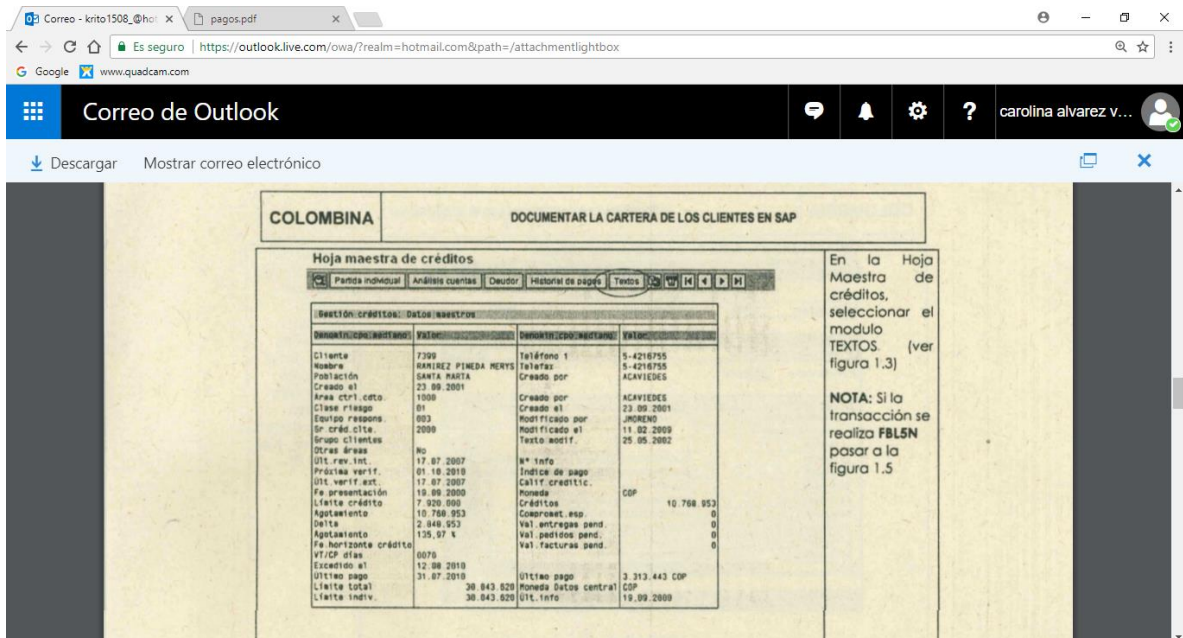 Correo - krito1508_@hot
pagos.pdf
Es seguro
https://outlook.live.com/owa/?realm=hotmail.com&path=/attachmentlightbox
Google www.quadcam.com
Correo de Outlook
? carolina alvarez v...
Descargar Mostrar correo electrónico
COLOMBINA
DOCUMENTAR LA CARTERA DE LOS CLIENTES EN SAP
Hoja maestra de créditos
Partida individual Análisis cuentas Deudor Historial de pagos Textos
Gestión créditos: Datos maestros
Denomin.cpo.mediano Valor Denomin.cpo.mediano Valor
Cliente 7399 Teléfono 1 5-4216755
Nombre RAMIREZ PINEDA MERYS Telefax 5-4216755
Población SANTA MARTA Creado por ACAVIEDES
Creado el 23.09.2001
Area ctrl.cdto. 1000 Creado por ACAVIEDES
Clase riesgo 01 Creado el 23.09.2001
Equipo respons. 003 Modificado por JMORENO
Gr créd.clte. 2000 Modificado el 11.02.2009
Grupo clientes Texto modif. 25.05.2002
Otras áreas No
Últ.rev.int. 17.07.2007 Nº info
Próxima verif. 01.10.2010 Indice de pago
Últ.verif.ext. 17.07.2007 Calif.creditic.
Fe.presentación 19.09.2000 Moneda COP
Límite crédito 7.920.000 Créditos 10.768.953
Agotamiento 10.768.953 Compromet.esp. 0
Delta 2.848.953 Val.entregas pend. 0
Agotamiento 135,97 % Val.pedidos pend. 0
Fe.horizonte crédito Val.facturas pend. 0
VT/CP días 0070
Excedido el 12.08.2010
Último pago 31.07.2010 Último pago 3.313.443 COP
Límite total 30.043.620 Moneda Datos central COP
Límite indiv. 30.043.620 Últ.info 19.09.2000
En la Hoja
Maestra de
créditos,
seleccionar el
modulo
TEXTOS (ver
figura 1.3)
NOTA: Si la
transacción se
realiza FBL5N
pasar a la
figura 1.5